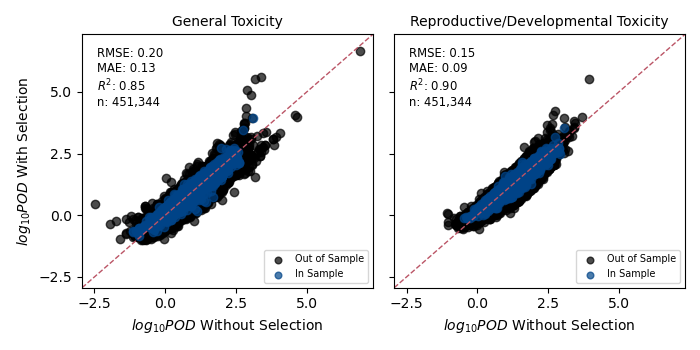 General Toxicity
Reproductive/Developmental Toxicity
RMSE: 0.20
MAE: 0.13
R²: 0.85
n: 451,344
RMSE: 0.15
MAE: 0.09
R²: 0.90
n: 451,344
log₁₀POD With Selection
5.0
2.5
0.0
−2.5
Out of Sample
In Sample
Out of Sample
In Sample
−2.5 0.0 2.5 5.0
−2.5 0.0 2.5 5.0
log₁₀POD Without Selection
log₁₀POD Without Selection